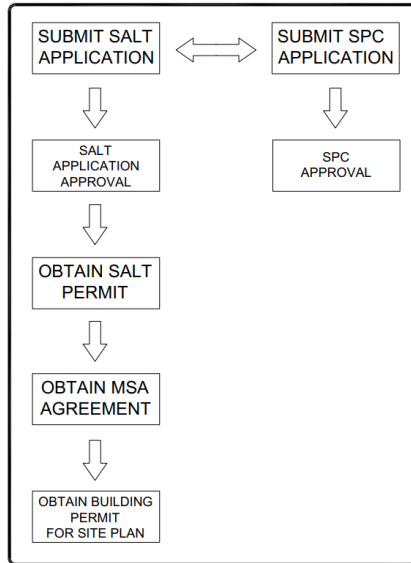 SUBMIT SALT
APPLICATION
SUBMIT SPC
APPLICATION
SALT
APPLICATION
APPROVAL
SPC
APPROVAL
OBTAIN SALT
PERMIT
OBTAIN MSA
AGREEMENT
OBTAIN BUILDING
PERMIT
FOR SITE PLAN